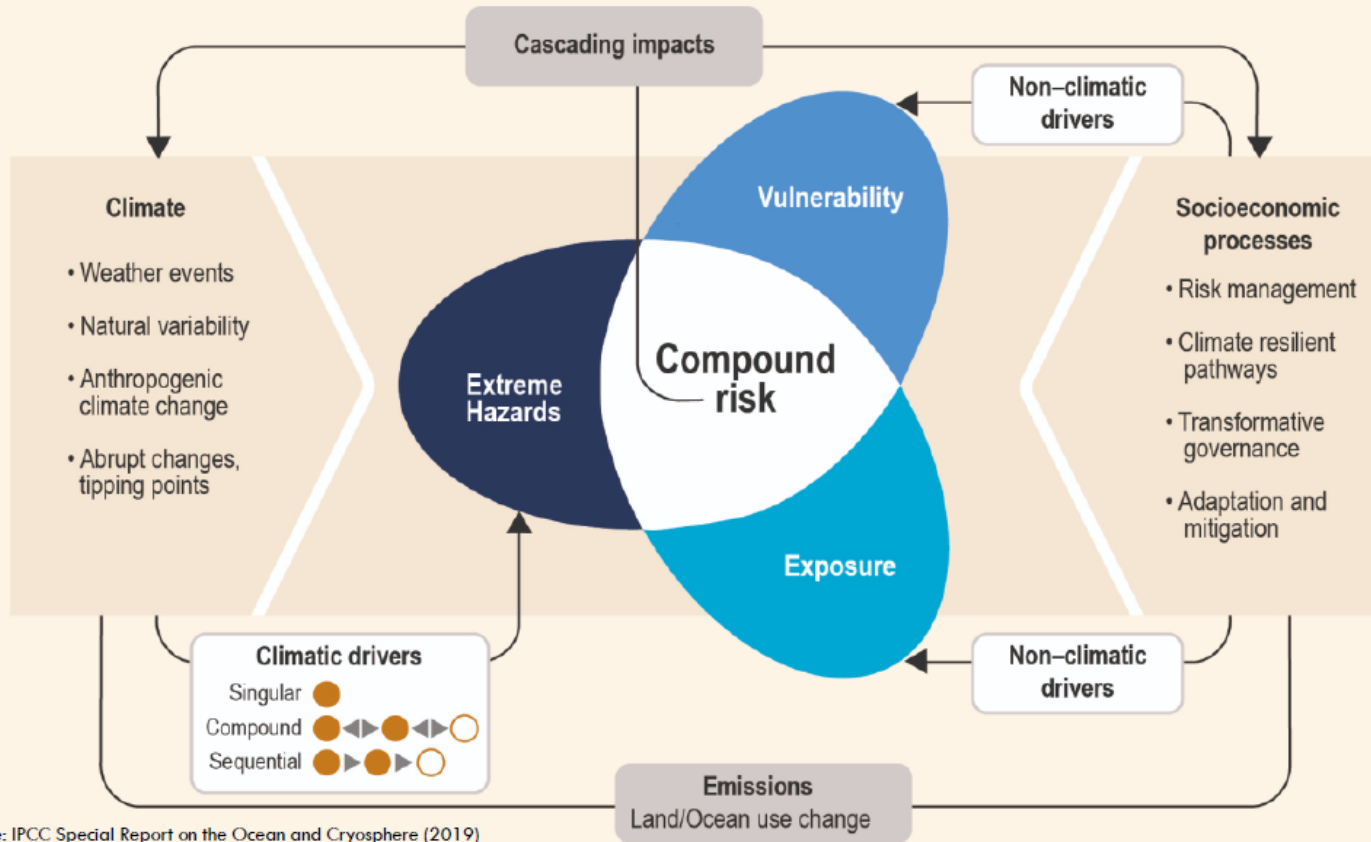 Cascading impacts
Non–climatic
drivers
Climate
• Weather events
• Natural variability
• Anthropogenic
climate change
• Abrupt changes,
tipping points
Vulnerability
Extreme
Hazards
Compound
risk
Exposure
Socioeconomic
processes
• Risk management
• Climate resilient
pathways
• Transformative
governance
• Adaptation and
mitigation
Climatic drivers
Singular
Compound
Sequential
Non–climatic
drivers
Emissions
Land/Ocean use change
: IPCC Special Report on the Ocean and Cryosphere (2019)